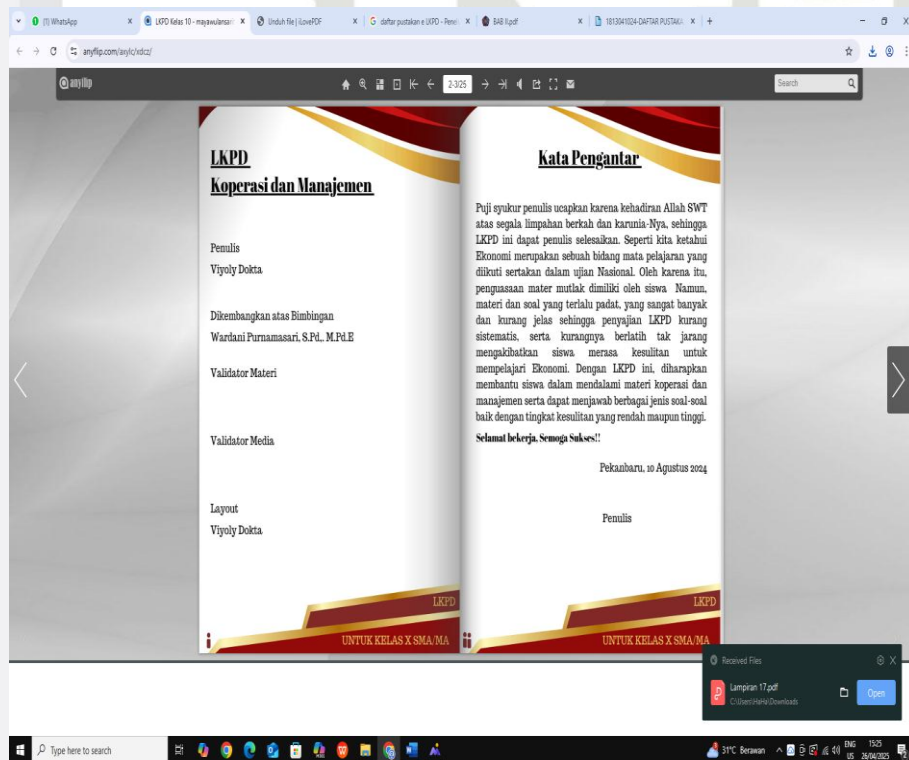 (1) WhatsApp
LKPD Kelas 10 - mayawulansari
Unduh file | iLovePDF
daftar pustakan e LKPD - Penel
BAB II.pdf
1813041024-DAFTAR PUSTAKA
anyflip.com/axylc/xdcz/
anyflip
2-3/25
Search
LKPD
Koperasi dan Manajemen
Penulis
Viyoly Dokta
Dikembangkan atas Bimbingan
Wardani Purnamasari, S.Pd,. M.Pd.E
Validator Materi
Validator Media
Layout
Viyoly Dokta
LKPD
i
UNTUK KELAS X SMA/MA
Kata Pengantar
Puji syukur penulis ucapkan karena kehadiran Allah SWT
atas segala limpahan berkah dan karunia-Nya, sehingga
LKPD ini dapat penulis selesaikan. Seperti kita ketahui
Ekonomi merupakan sebuah bidang mata pelajaran yang
diikuti sertakan dalam ujian Nasional. Oleh karena itu,
penguasaan mater mutlak dimiliki oleh siswa Namun,
materi dan soal yang terlalu padat, yang sangat banyak
dan kurang jelas sehingga penyajian LKPD kurang
sistematis, serta kurangnya berlatih tak jarang
mengakibatkan siswa merasa kesulitan untuk
mempelajari Ekonomi. Dengan LKPD ini, diharapkan
membantu siswa dalam mendalami materi koperasi dan
manajemen serta dapat menjawab berbagai jenis soal-soal
baik dengan tingkat kesulitan yang rendah maupun tinggi.
Selamat bekerja, Semoga Sukses!!
Pekanbaru, 10 Agustus 2024
Penulis
LKPD
ii
UNTUK KELAS X SMA/MA
Received Files
Lampiran 17.pdf
C:\Users\HaHa\Downloads
Open
Type here to search
31°C Berawan
ENG
US
15:25
26/04/2025